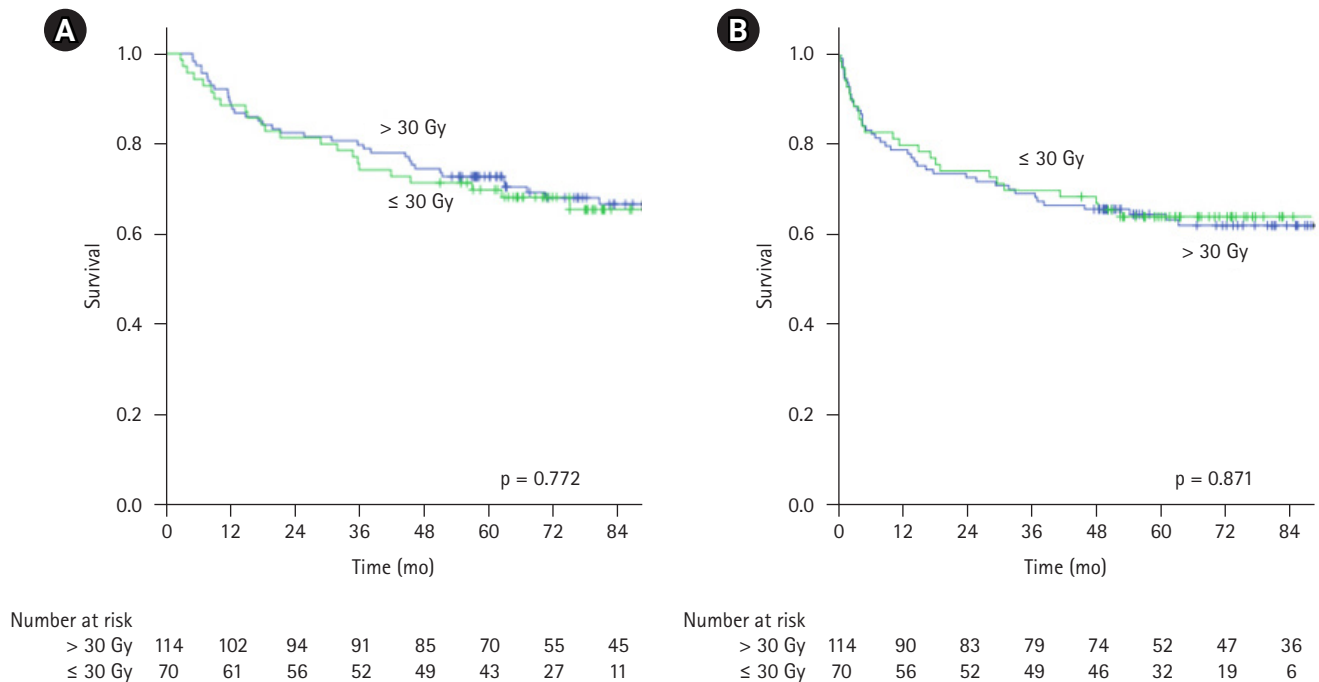 A
1.0
0.8
0.6
0.4
0.2
0.0
Survival
> 30 Gy
≤ 30 Gy
p = 0.772
0 12 24 36 48 60 72 84
Time (mo)
Number at risk
> 30 Gy 114 102 94 91 85 70 55 45
≤ 30 Gy 70 61 56 52 49 43 27 11
B
1.0
0.8
0.6
0.4
0.2
0.0
Survival
≤ 30 Gy
> 30 Gy
p = 0.871
0 12 24 36 48 60 72 84
Time (mo)
Number at risk
> 30 Gy 114 90 83 79 74 52 47 36
≤ 30 Gy 70 56 52 49 46 32 19 6